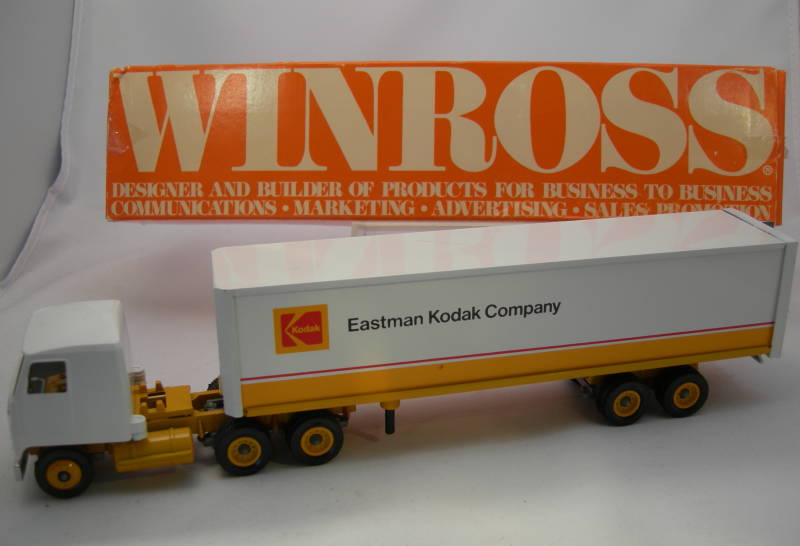 WINROSS®
DESIGNER AND BUILDER OF PRODUCTS FOR BUSINESS TO BUSINESS
COMMUNICATIONS • MARKETING • ADVERTISING • SALES PROMOTION
Kodak
Eastman Kodak Company